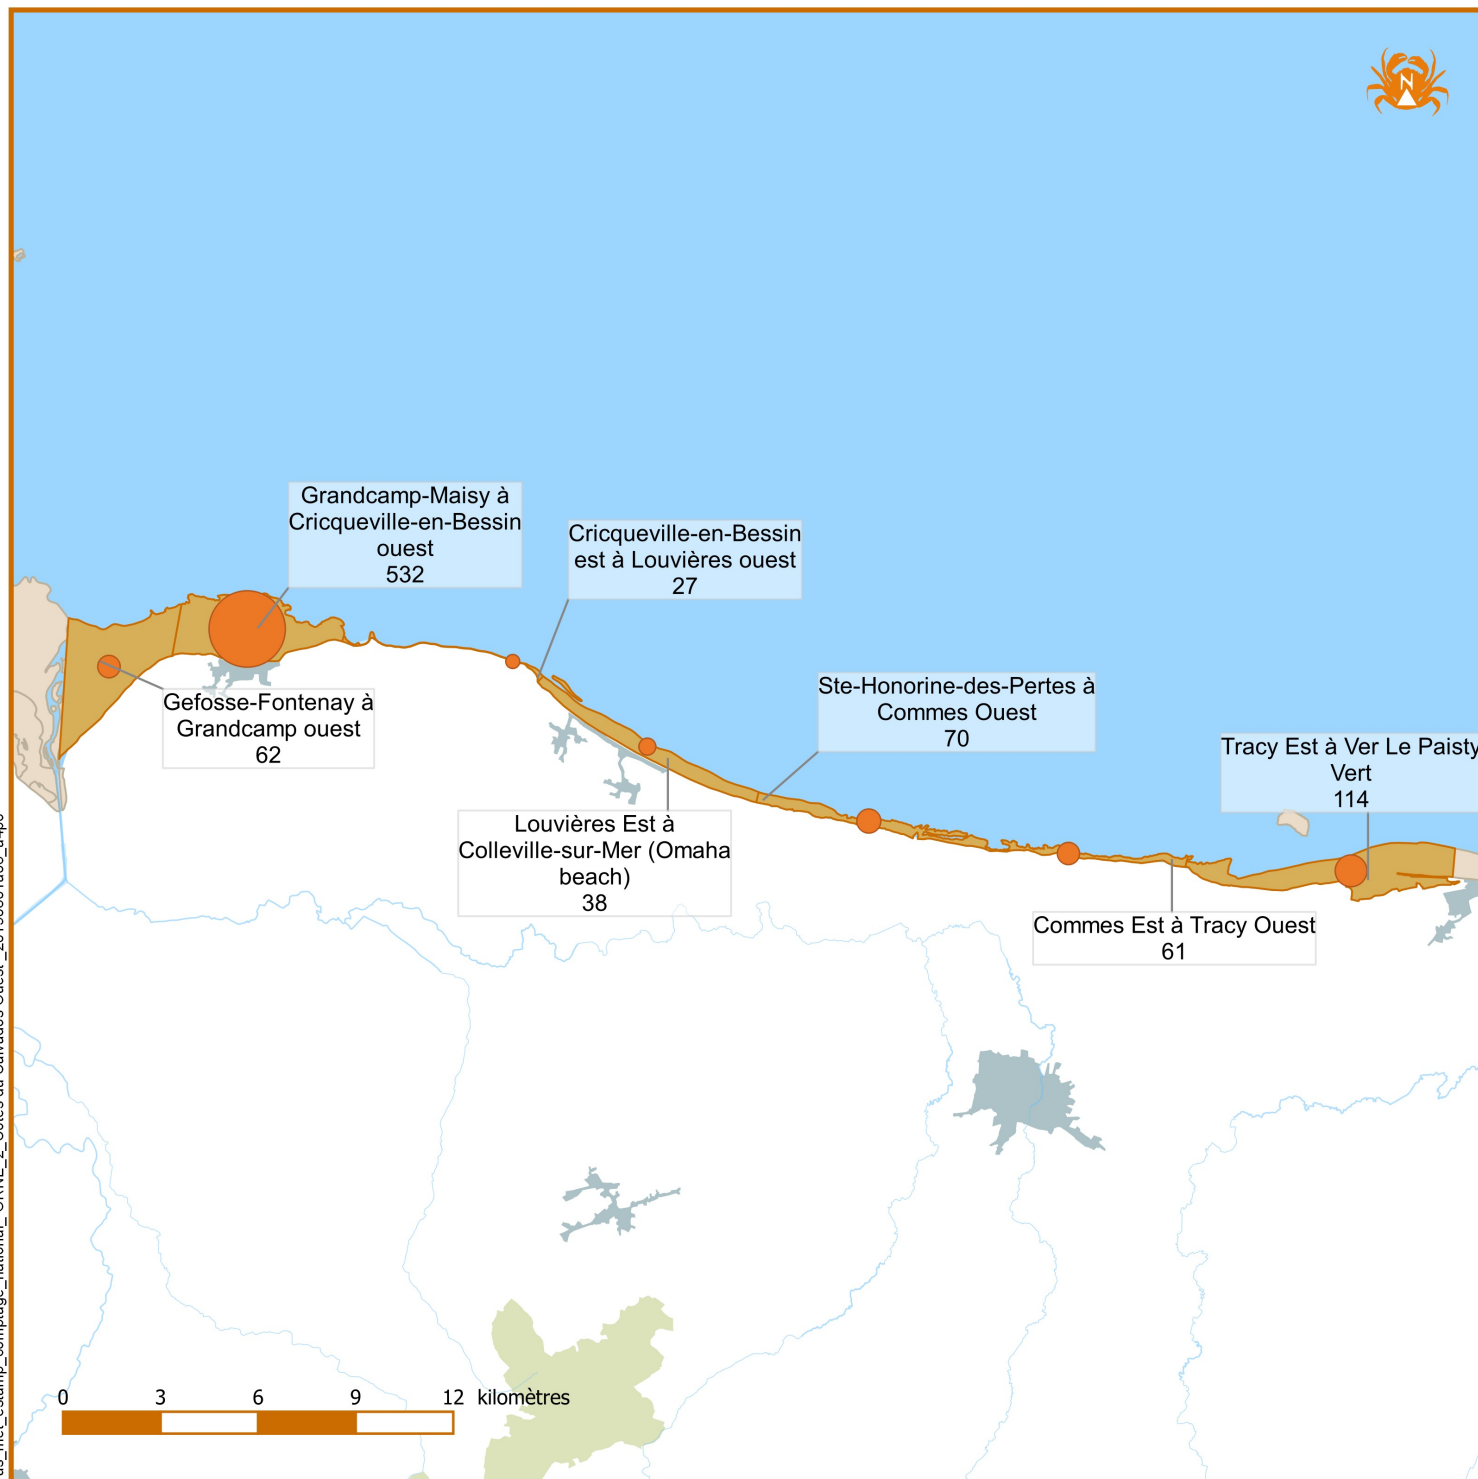 N
Grandcamp-Maisy à
Cricqueville-en-Bessin
ouest
532
Cricqueville-en-Bessin
est à Louvières ouest
27
Gefosse-Fontenay à
Grandcamp ouest
62
Ste-Honorine-des-Pertes à
Commes Ouest
70
Tracy Est à Ver Le Paisty
Vert
114
Louvières Est à
Colleville-sur-Mer (Omaha
beach)
38
Commes Est à Tracy Ouest
61
0 3 6 9 12 kilomètres